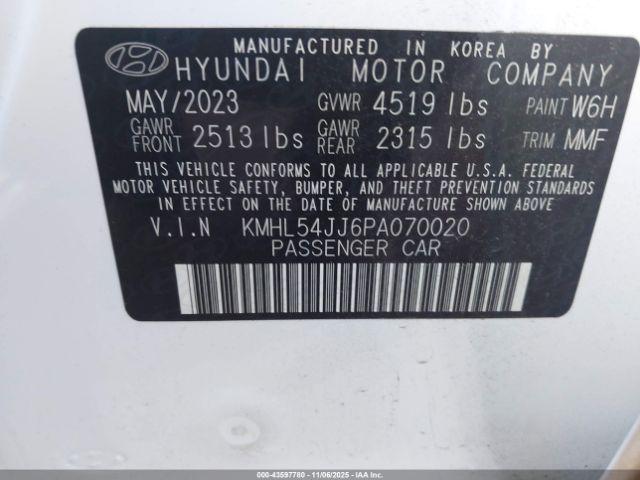 MANUFACTURED IN KOREA BY
HYUNDAI MOTOR COMPANY
MAY/2023 GVWR 4519 lbs PAINT W6H
GAWR FRONT 2513 lbs GAWR REAR 2315 lbs TRIM MMF
THIS VEHICLE CONFORMS TO ALL APPLICABLE U.S.A. FEDERAL
MOTOR VEHICLE SAFETY, BUMPER, AND THEFT PREVENTION STANDARDS
IN EFFECT ON THE DATE OF MANUFACTURE SHOWN ABOVE.
V.I.N KMHL54JJ6PA070020
PASSENGER CAR
000-43597780 - 11/06/2025 - IAAI.COM